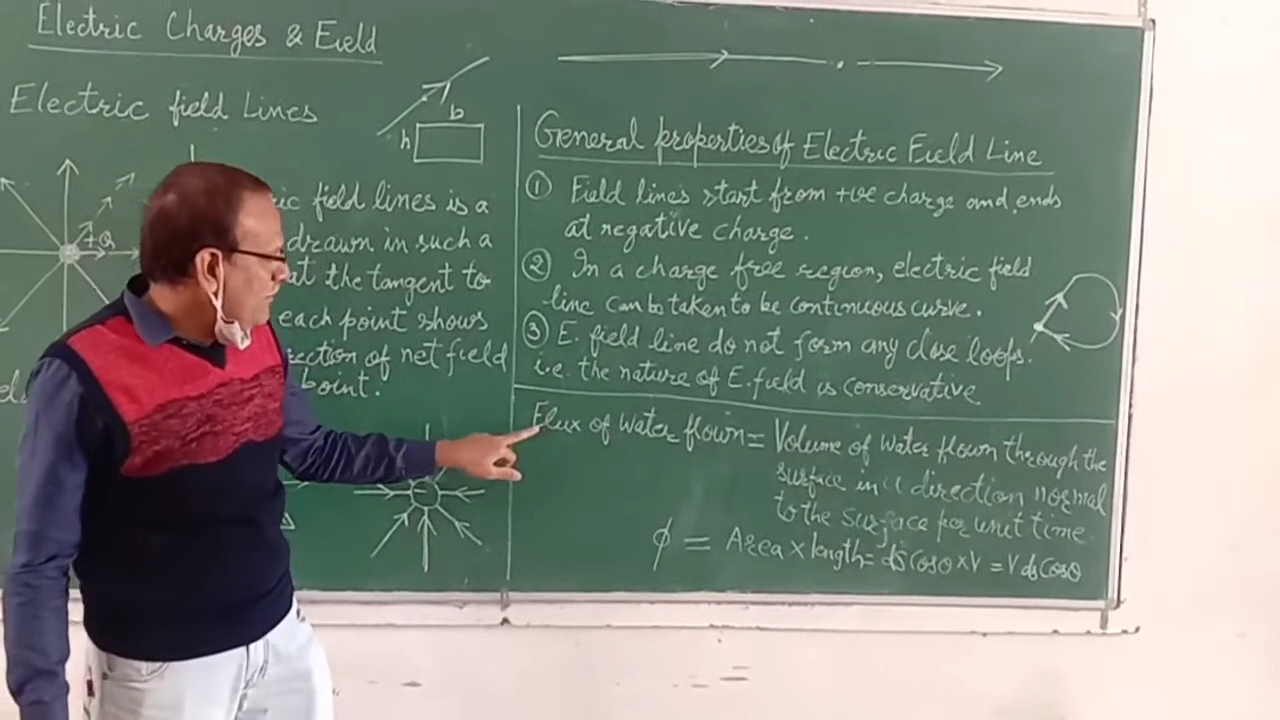 Electric Charges & Field
Electric field Lines
b
h
+Q
field lines is a
drawn in such a
the tangent to
each point shows
of net field
point.
General properties of Electric Field Line
① Field lines start from +ve charge and ends
at negative charge.
② In a charge free region, electric field
line can be taken to be continuous curve.
③ E. field line do not form any close loops.
i.e. the nature of E. field is conservative.
Flux of Water flown = Volume of Water flown through the
surface in a direction normal
to the surface per unit time.
ϕ = Area × length = ds cosθ × V = V ds cosθ